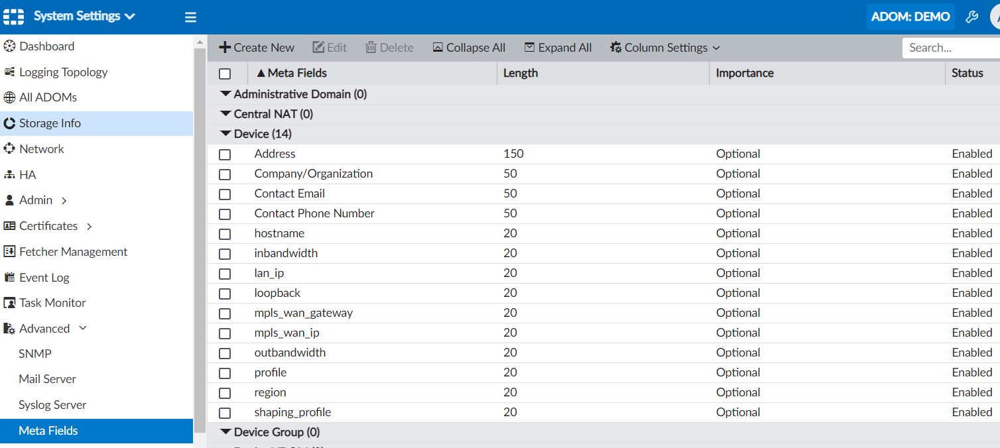 System Settings
ADOM: DEMO
Dashboard
Logging Topology
All ADOMs
Storage Info
Network
HA
Admin
Certificates
Fetcher Management
Event Log
Task Monitor
Advanced
SNMP
Mail Server
Syslog Server
Meta Fields
Create New Edit Delete Collapse All Expand All Column Settings Search...
Meta Fields Length Importance Status
Administrative Domain (0)
Central NAT (0)
Device (14)
Address 150 Optional Enabled
Company/Organization 50 Optional Enabled
Contact Email 50 Optional Enabled
Contact Phone Number 50 Optional Enabled
hostname 20 Optional Enabled
inbandwidth 20 Optional Enabled
lan_ip 20 Optional Enabled
loopback 20 Optional Enabled
mpls_wan_gateway 20 Optional Enabled
mpls_wan_ip 20 Optional Enabled
outbandwidth 20 Optional Enabled
profile 20 Optional Enabled
region 20 Optional Enabled
shaping_profile 20 Optional Enabled
Device Group (0)